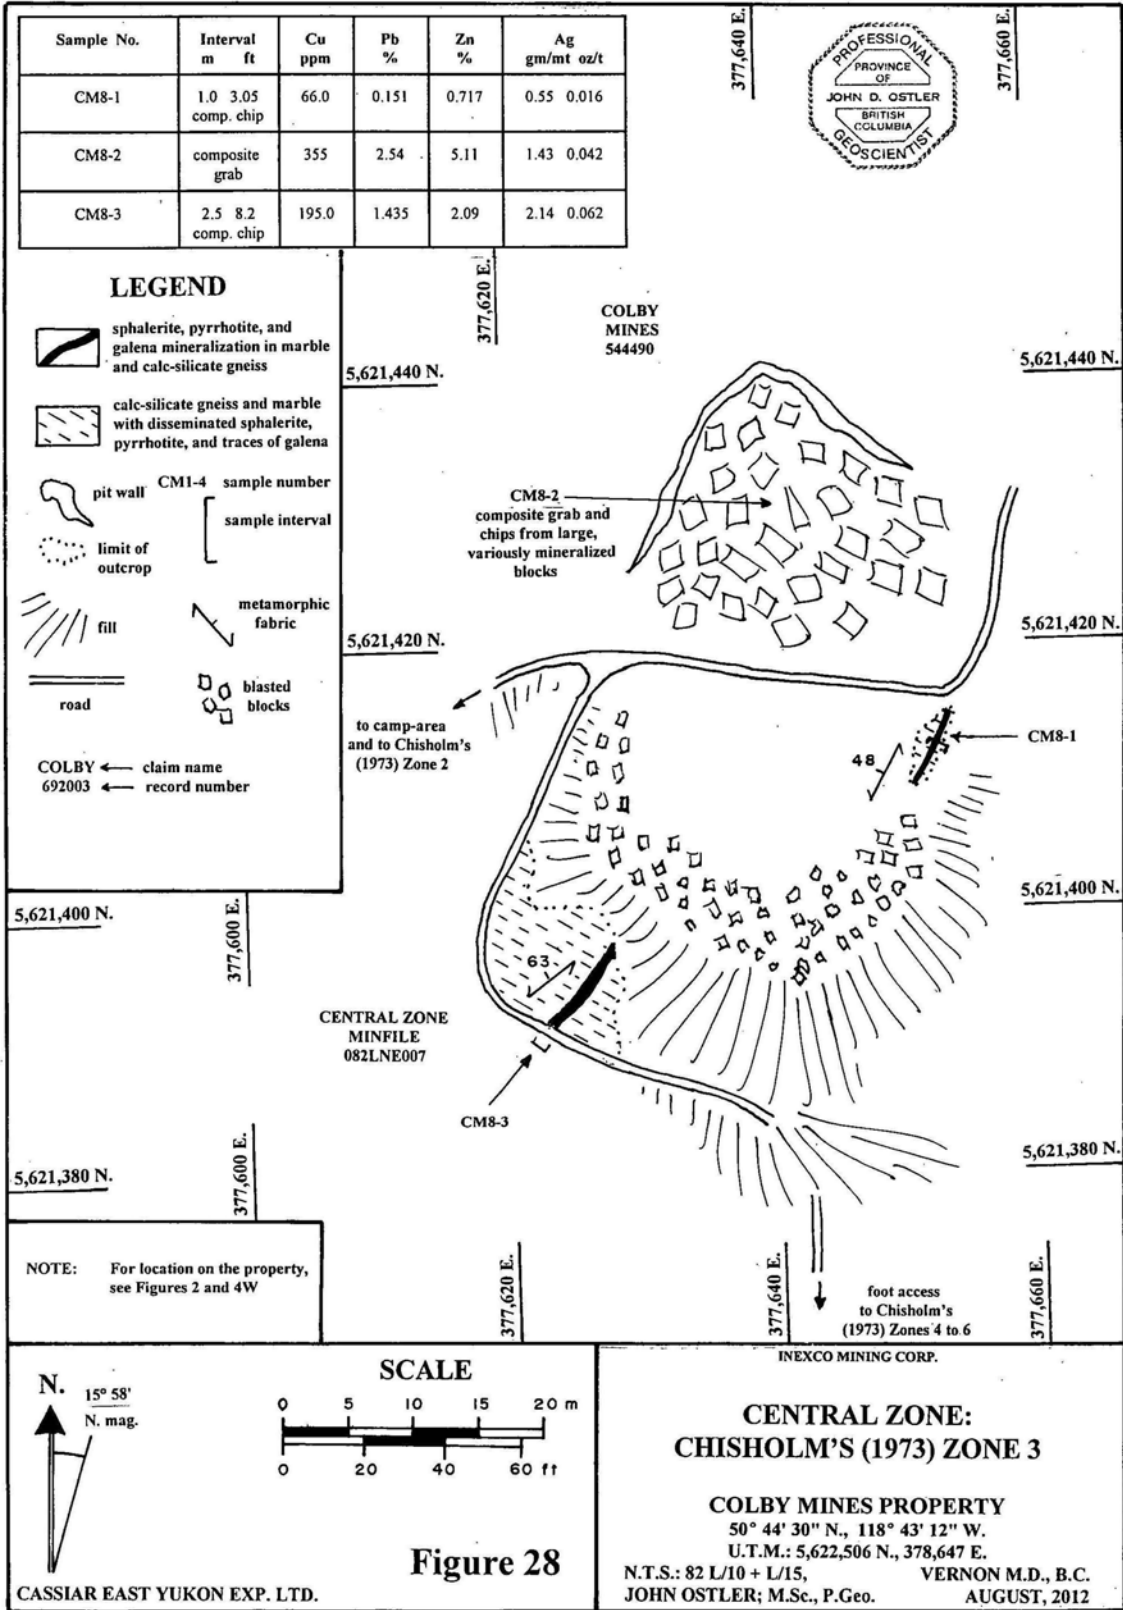 Sample No. Interval Cu Pb Zn Ag
m ft ppm % % gm/mt oz/t
CM8-1 1.0 3.05 66.0 0.151 0.717 0.55 0.016
comp. chip
CM8-2 composite 355 2.54 5.11 1.43 0.042
grab
CM8-3 2.5 8.2 195.0 1.435 2.09 2.14 0.062
comp. chip
377,640 E.
377,660 E.
PROFESSIONAL
PROVINCE
OF
JOHN D. OSTLER
BRITISH
COLUMBIA
GEOSCIENTIST
LEGEND
sphalerite, pyrrhotite, and
galena mineralization in marble
and calc-silicate gneiss
calc-silicate gneiss and marble
with disseminated sphalerite,
pyrrhotite, and traces of galena
pit wall
CM1-4 sample number
sample interval
limit of
outcrop
fill
metamorphic
fabric
road
blasted
blocks
COLBY claim name
692003 record number
377,620 E.
COLBY
MINES
544490
5,621,440 N.
5,621,440 N.
CM8-2
composite grab and
chips from large,
variously mineralized
blocks
5,621,420 N.
5,621,420 N.
to camp-area
and to Chisholm's
(1973) Zone 2
48
CM8-1
5,621,400 N.
5,621,400 N.
377,600 E.
63
CENTRAL ZONE
MINFILE
082LNE007
CM8-3
5,621,380 N.
5,621,380 N.
377,600 E.
NOTE: For location on the property,
see Figures 2 and 4W
377,620 E.
377,640 E.
377,660 E.
foot access
to Chisholm's
(1973) Zones 4 to 6
N.
15° 58'
N. mag.
SCALE
0 5 10 15 20 m
0 20 40 60 ft
Figure 28
CASSIAR EAST YUKON EXP. LTD.
INEXCO MINING CORP.
CENTRAL ZONE:
CHISHOLM'S (1973) ZONE 3
COLBY MINES PROPERTY
50° 44' 30" N., 118° 43' 12" W.
U.T.M.: 5,622,506 N., 378,647 E.
N.T.S.: 82 L/10 + L/15, VERNON M.D., B.C.
JOHN OSTLER; M.Sc., P.Geo. AUGUST, 2012